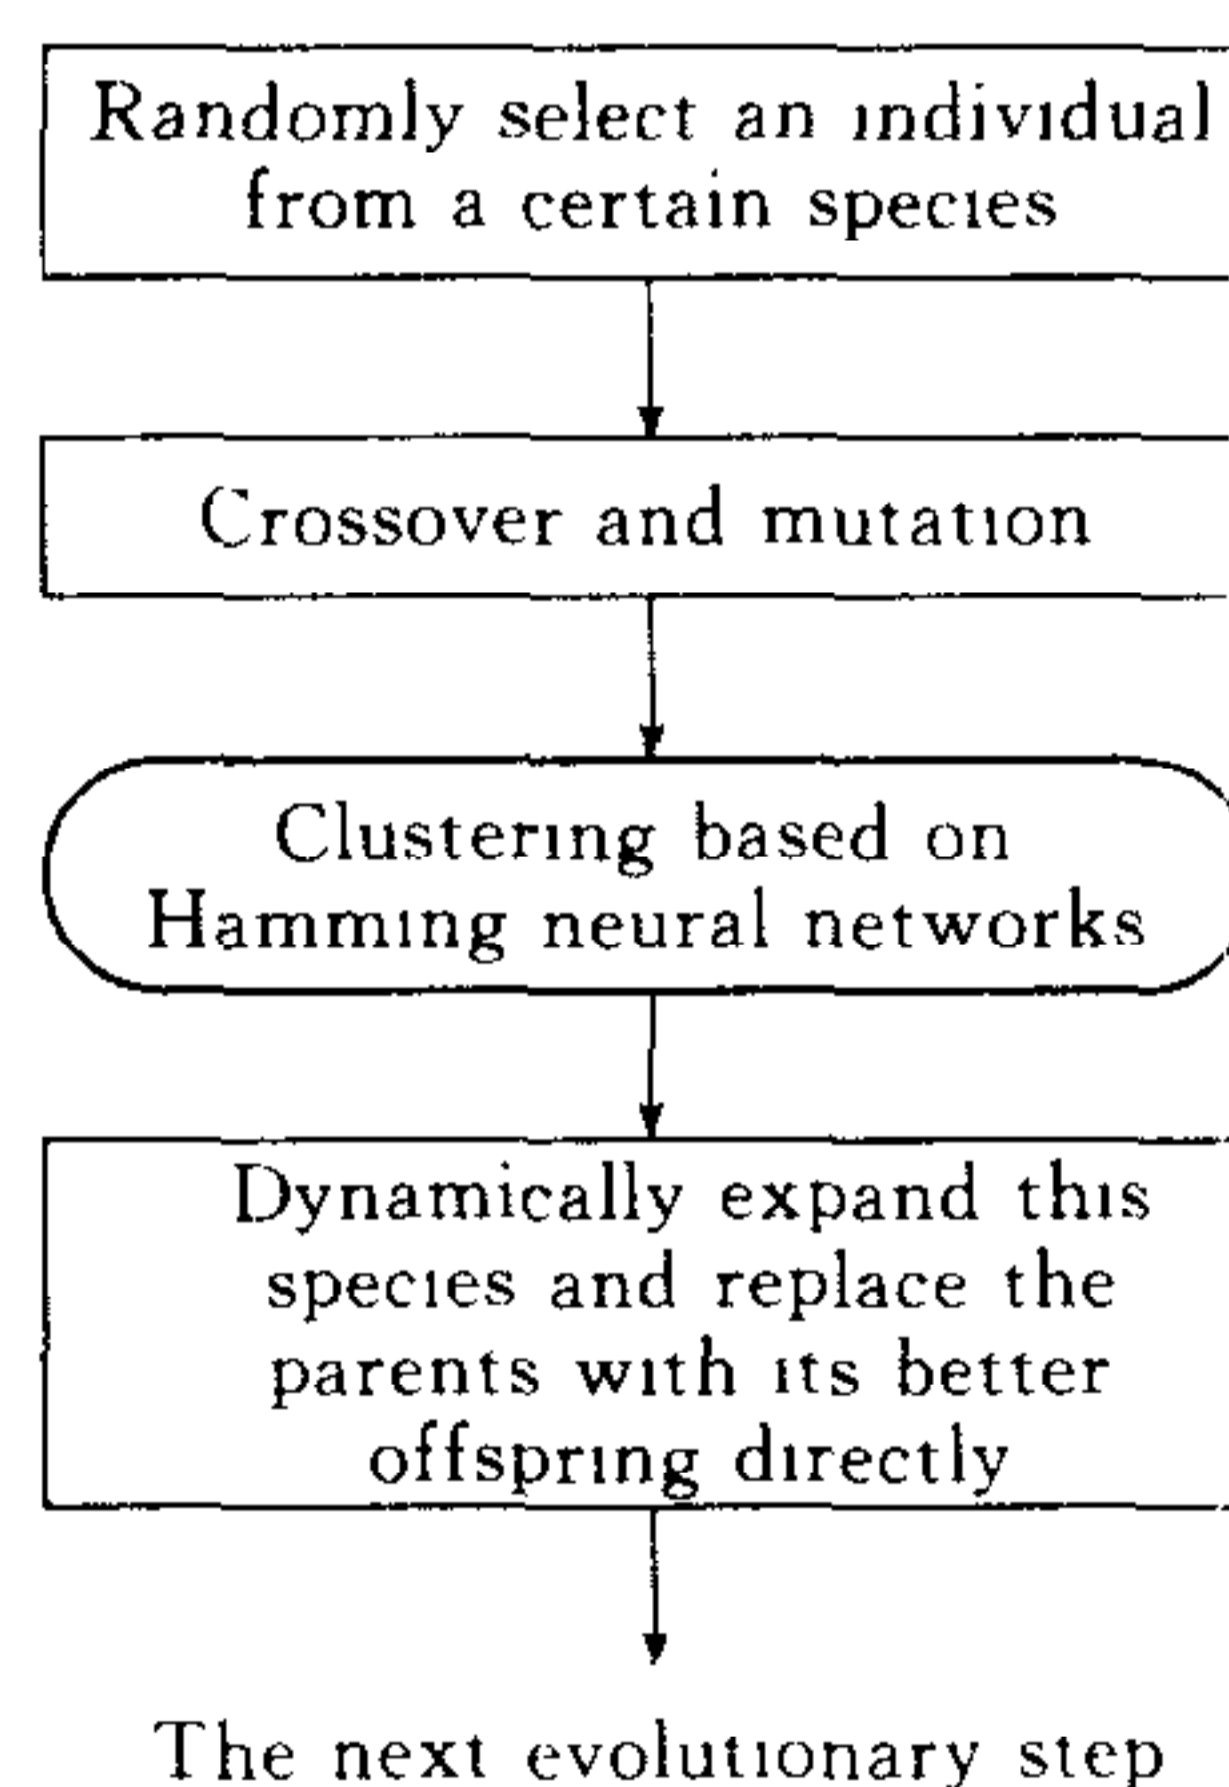 Randomly select an individual
from a certain species
Crossover and mutation
Clustering based on
Hamming neural networks
Dynamically expand this
species and replace the
parents with its better
offspring directly
The next evolutionary step